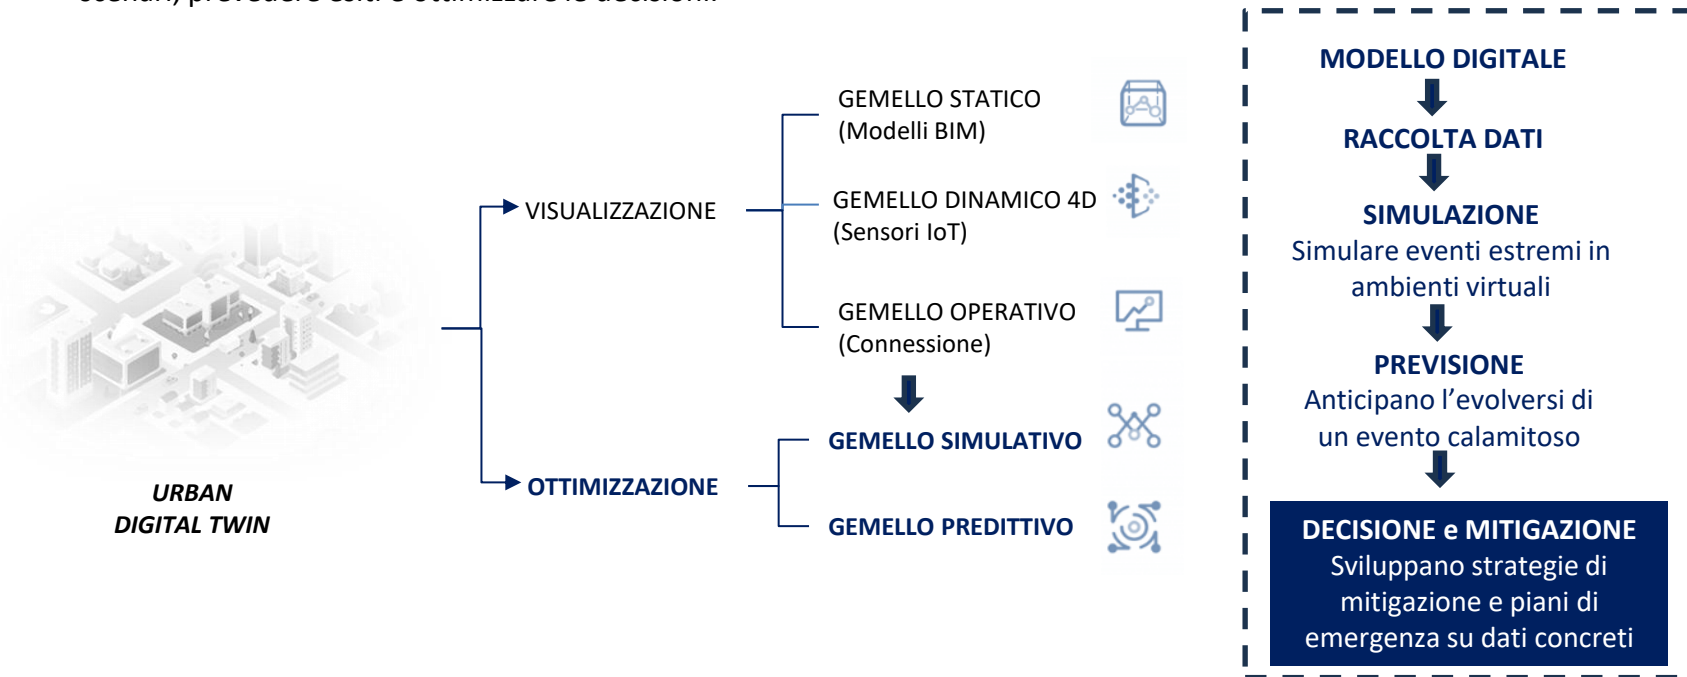 URBAN
DIGITAL TWIN
VISUALIZZAZIONE
OTTIMIZZAZIONE
GEMELLO STATICO
(Modelli BIM)
GEMELLO DINAMICO 4D
(Sensori IoT)
GEMELLO OPERATIVO
(Connessione)
GEMELLO SIMULATIVO
GEMELLO PREDITTIVO
MODELLO DIGITALE
RACCOLTA DATI
SIMULAZIONE
Simulare eventi estremi in
ambienti virtuali
PREVISIONE
Anticipano l’evolversi di
un evento calamitoso
DECISIONE e MITIGAZIONE
Sviluppano strategie di
mitigazione e piani di
emergenza su dati concreti